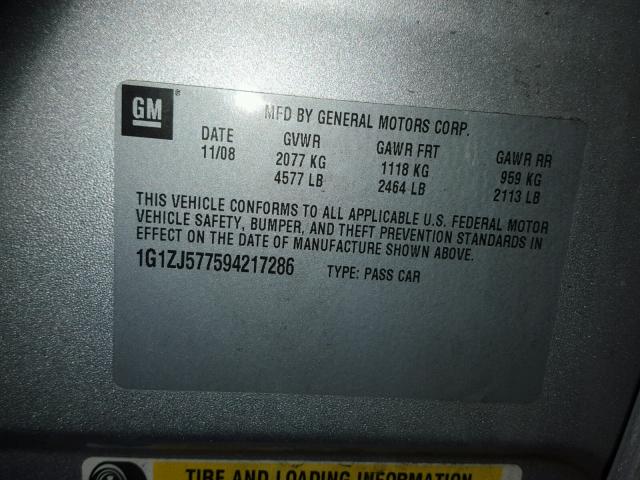 GM
MFD BY GENERAL MOTORS CORP.
DATE GVWR GAWR FRT GAWR RR
11/08 2077 KG 1118 KG 959 KG
4577 LB 2464 LB 2113 LB
THIS VEHICLE CONFORMS TO ALL APPLICABLE U.S. FEDERAL MOTOR
VEHICLE SAFETY, BUMPER, AND THEFT PREVENTION STANDARDS IN
EFFECT ON THE DATE OF MANUFACTURE SHOWN ABOVE.
1G1ZJ577594217286 TYPE: PASS CAR
TIRE AND LOADING INFORMATION